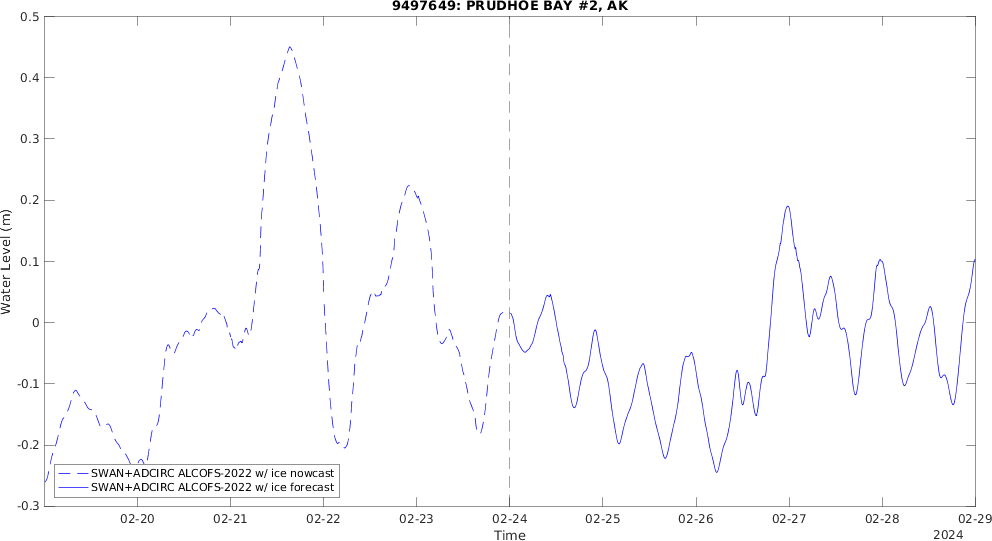 9497649: PRUDHOE BAY #2, AK
0.5
0.4
0.3
0.2
0.1
0
-0.1
-0.2
-0.3
Water Level (m)
SWAN+ADCIRC ALCOFS-2022 w/ ice nowcast
SWAN+ADCIRC ALCOFS-2022 w/ ice forecast
02-20 02-21 02-22 02-23 02-24 02-25 02-26 02-27 02-28 02-29
Time
2024